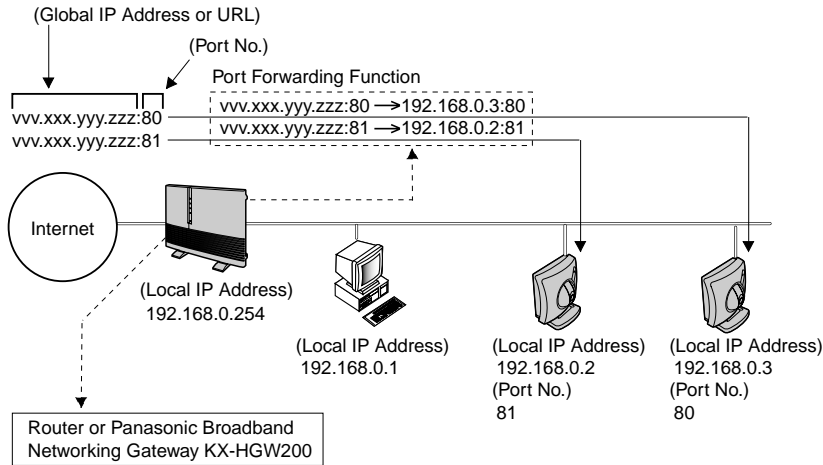 (Global IP Address or URL)
(Port No.)
Port Forwarding Function
vvv.xxx.yyy.zzz:80
vvv.xxx.yyy.zzz:80 → 192.168.0.3:80
vvv.xxx.yyy.zzz:81
vvv.xxx.yyy.zzz:81 → 192.168.0.2:81
Internet
(Local IP Address)
192.168.0.254
(Local IP Address)
192.168.0.1
(Local IP Address)
192.168.0.2
(Port No.)
81
(Local IP Address)
192.168.0.3
(Port No.)
80
Router or Panasonic Broadband
Networking Gateway KX-HGW200